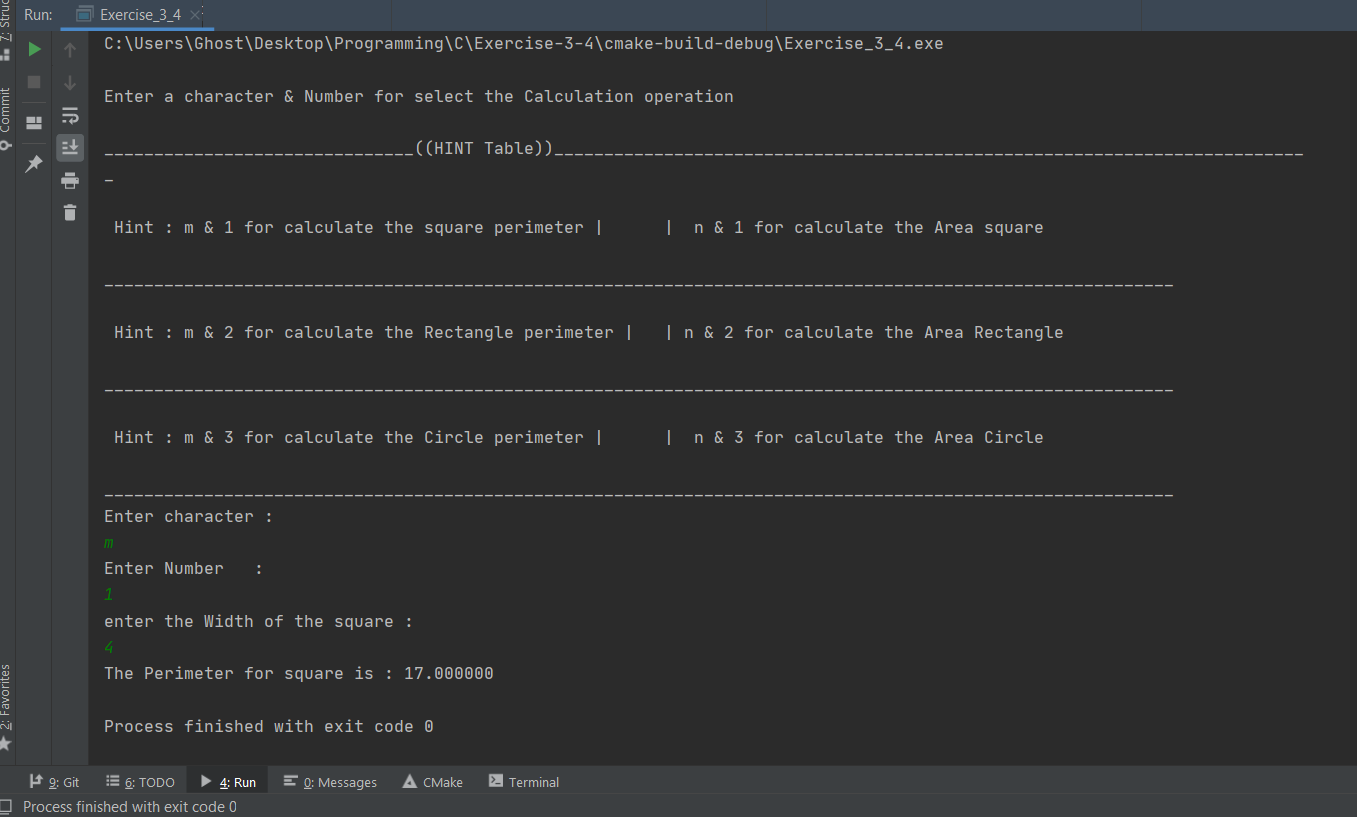 Run: Exercise_3_4
C:\Users\Ghost\Desktop\Programming\C\Exercise-3-4\cmake-build-debug\Exercise_3_4.exe
Enter a character & Number for select the Calculation operation
_______________________________((HINT Table))___________________________________________________________________________
_
Hint : m & 1 for calculate the square perimeter |      |  n & 1 for calculate the Area square
___________________________________________________________________________________________________________
Hint : m & 2 for calculate the Rectangle perimeter |   | n & 2 for calculate the Area Rectangle
___________________________________________________________________________________________________________
Hint : m & 3 for calculate the Circle perimeter |      |  n & 3 for calculate the Area Circle
___________________________________________________________________________________________________________
Enter character :
m
Enter Number   :
1
enter the Width of the square :
4
The Perimeter for square is : 17.000000
Process finished with exit code 0
Commit
2: Favorites
9: Git 6: TODO 4: Run 0: Messages CMake Terminal
Process finished with exit code 0